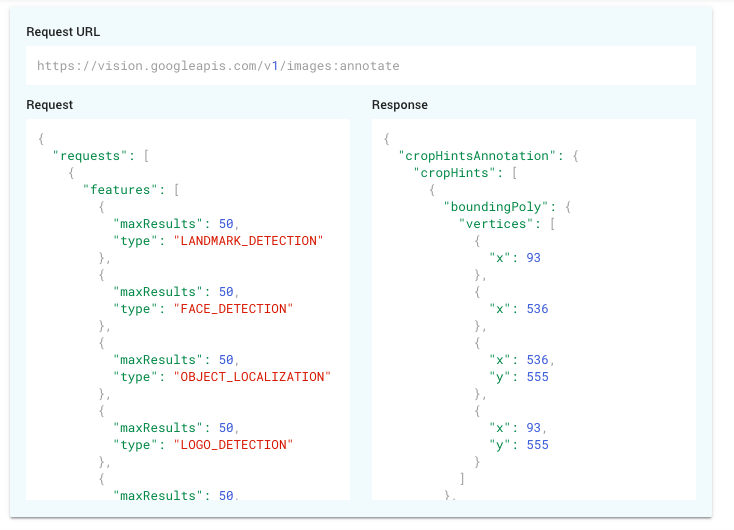 Request URL
https://vision.googleapis.com/v1/images:annotate
Request
{
"requests": [
{
"features": [
{
"maxResults": 50,
"type": "LANDMARK_DETECTION"
},
{
"maxResults": 50,
"type": "FACE_DETECTION"
},
{
"maxResults": 50,
"type": "OBJECT_LOCALIZATION"
},
{
"maxResults": 50,
"type": "LOGO_DETECTION"
},
{
"maxResults": 50,
Response
{
"cropHintsAnnotation": {
"cropHints": [
{
"boundingPoly": {
"vertices": [
{
"x": 93
},
{
"x": 536
},
{
"x": 536,
"y": 555
},
{
"x": 93,
"y": 555
}
]
},